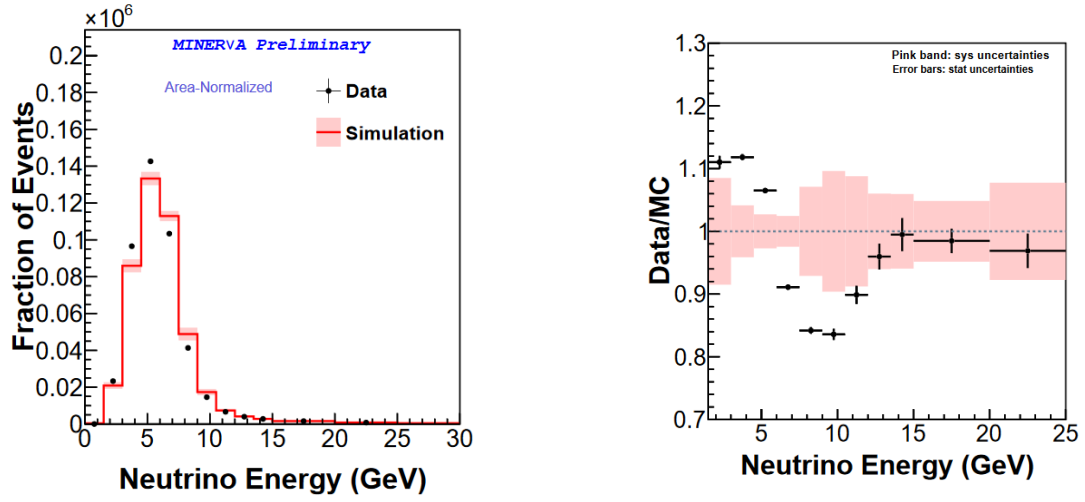 ×10⁶
MINERνA Preliminary
Area-Normalized
Data
Simulation
Fraction of Events
0.2
0.18
0.16
0.14
0.12
0.1
0.08
0.06
0.04
0.02
0
0 5 10 15 20 25 30
Neutrino Energy (GeV)
Pink band: sys uncertainties
Error bars: stat uncertainties
Data/MC
1.3
1.2
1.1
1
0.9
0.8
0.7
5 10 15 20 25
Neutrino Energy (GeV)